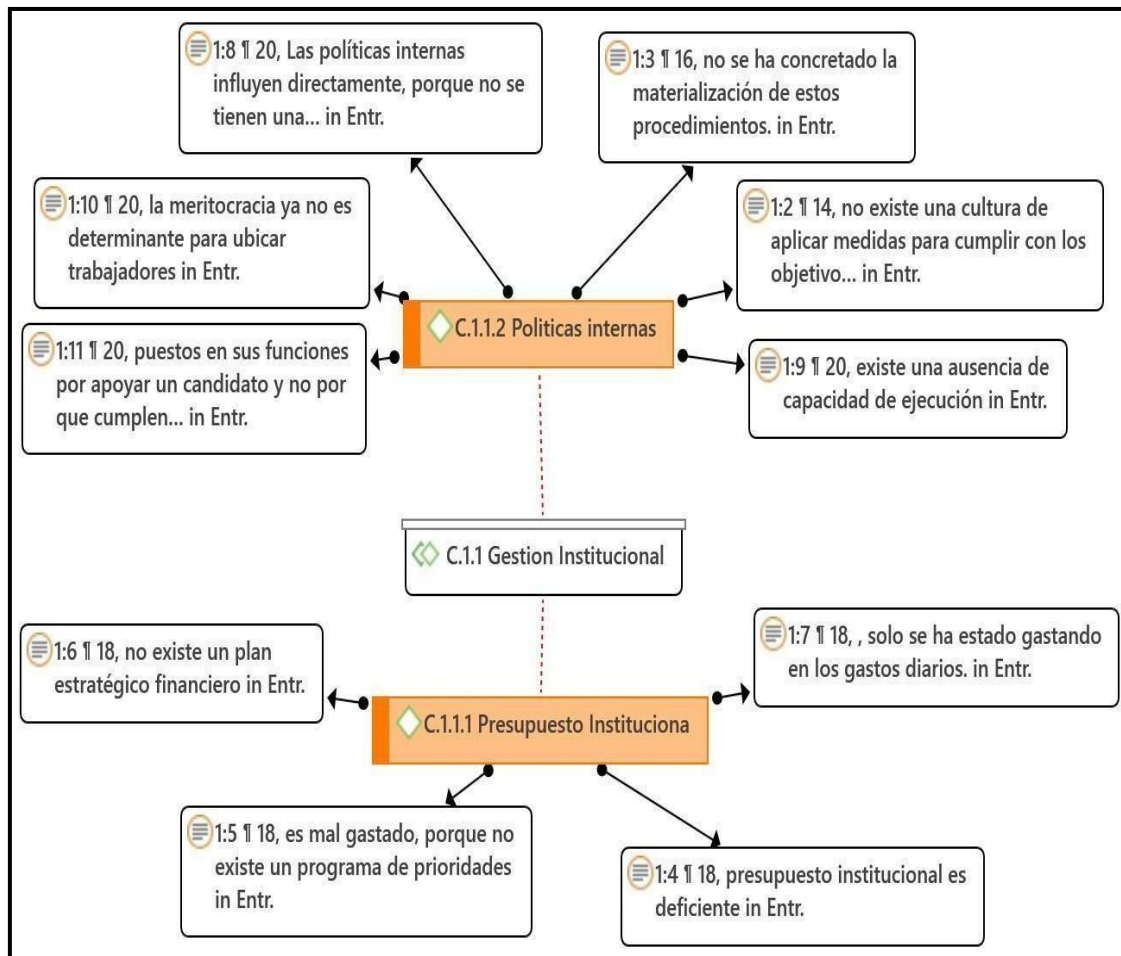 1:8 ¶ 20, Las políticas internas
influyen directamente, porque no se
tienen una... in Entr.
1:3 ¶ 16, no se ha concretado la
materialización de estos
procedimientos. in Entr.
1:10 ¶ 20, la meritocracia ya no es
determinante para ubicar
trabajadores in Entr.
1:2 ¶ 14, no existe una cultura de
aplicar medidas para cumplir con los
objetivo... in Entr.
C.1.1.2 Politicas internas
1:11 ¶ 20, puestos en sus funciones
por apoyar un candidato y no por
que cumplen... in Entr.
1:9 ¶ 20, existe una ausencia de
capacidad de ejecución in Entr.
C.1.1 Gestion Institucional
1:6 ¶ 18, no existe un plan
estratégico financiero in Entr.
1:7 ¶ 18, , solo se ha estado gastando
en los gastos diarios. in Entr.
C.1.1.1 Presupuesto Instituciona
1:5 ¶ 18, es mal gastado, porque no
existe un programa de prioridades
in Entr.
1:4 ¶ 18, presupuesto institucional es
deficiente in Entr.